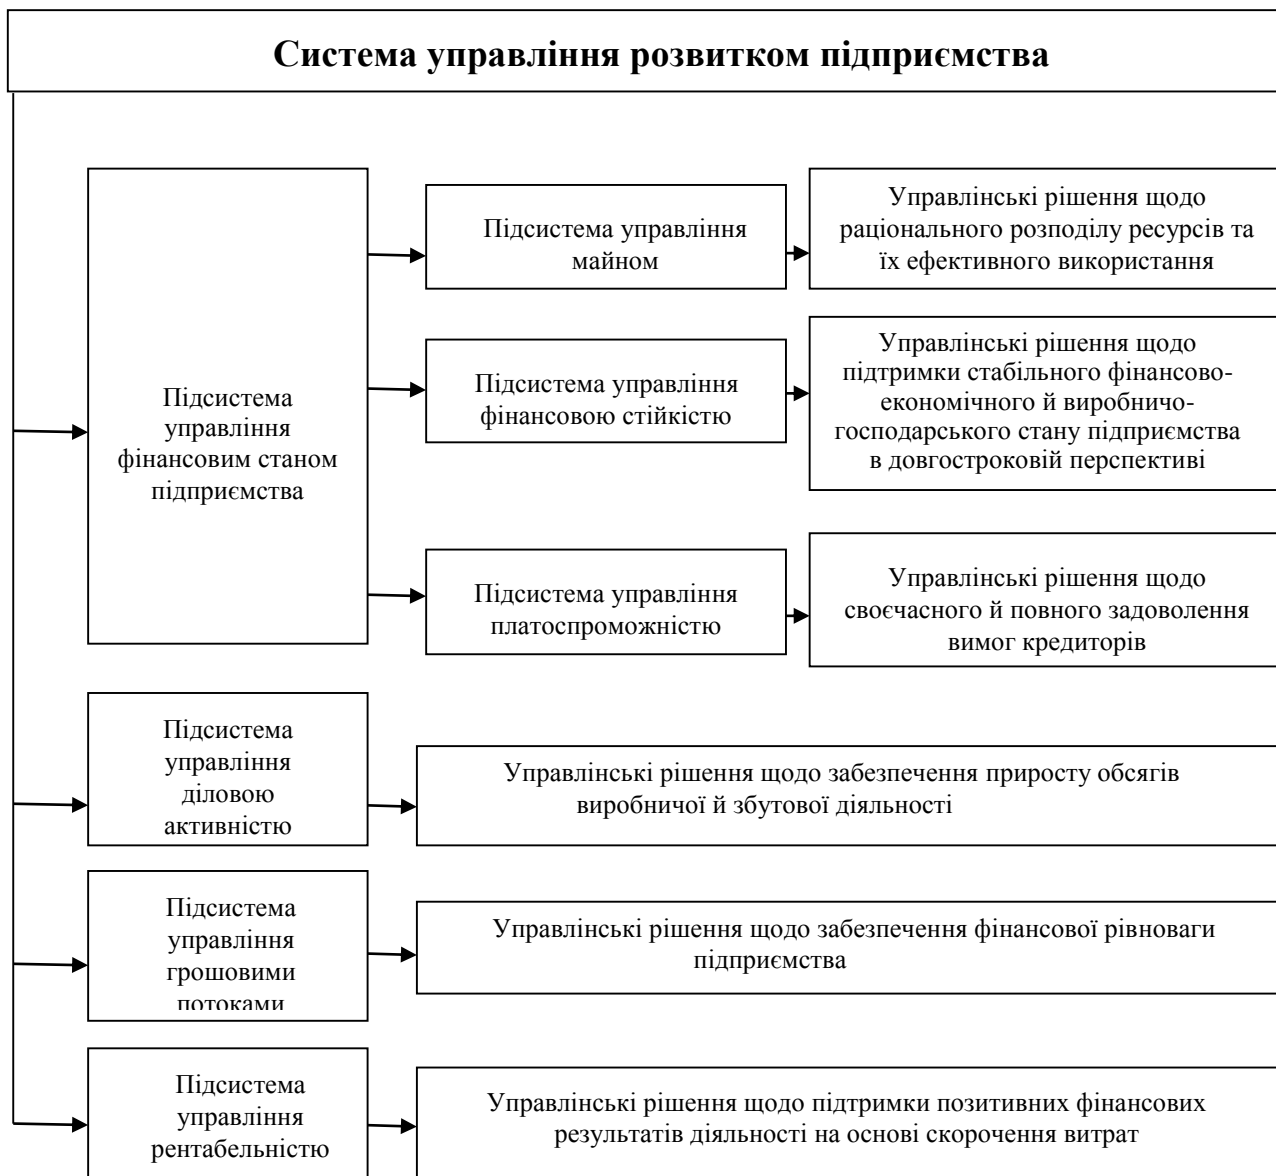 Система управління розвитком підприємства
Підсистема
управління
фінансовим станом
підприємства
Підсистема управління
майном
Управлінські рішення щодо
раціонального розподілу ресурсів та
їх ефективного використання
Підсистема управління
фінансовою стійкістю
Управлінські рішення щодо
підтримки стабільного фінансово-
економічного й виробничо-
господарського стану підприємства
в довгостроковій перспективі
Підсистема управління
платоспроможністю
Управлінські рішення щодо
своєчасного й повного задоволення
вимог кредиторів
Підсистема
управління
діловою
активністю
Управлінські рішення щодо забезпечення приросту обсягів
виробничої й збутової діяльності
Підсистема
управління
грошовими
потоками
Управлінські рішення щодо забезпечення фінансової рівноваги
підприємства
Підсистема
управління
рентабельністю
Управлінські рішення щодо підтримки позитивних фінансових
результатів діяльності на основі скорочення витрат